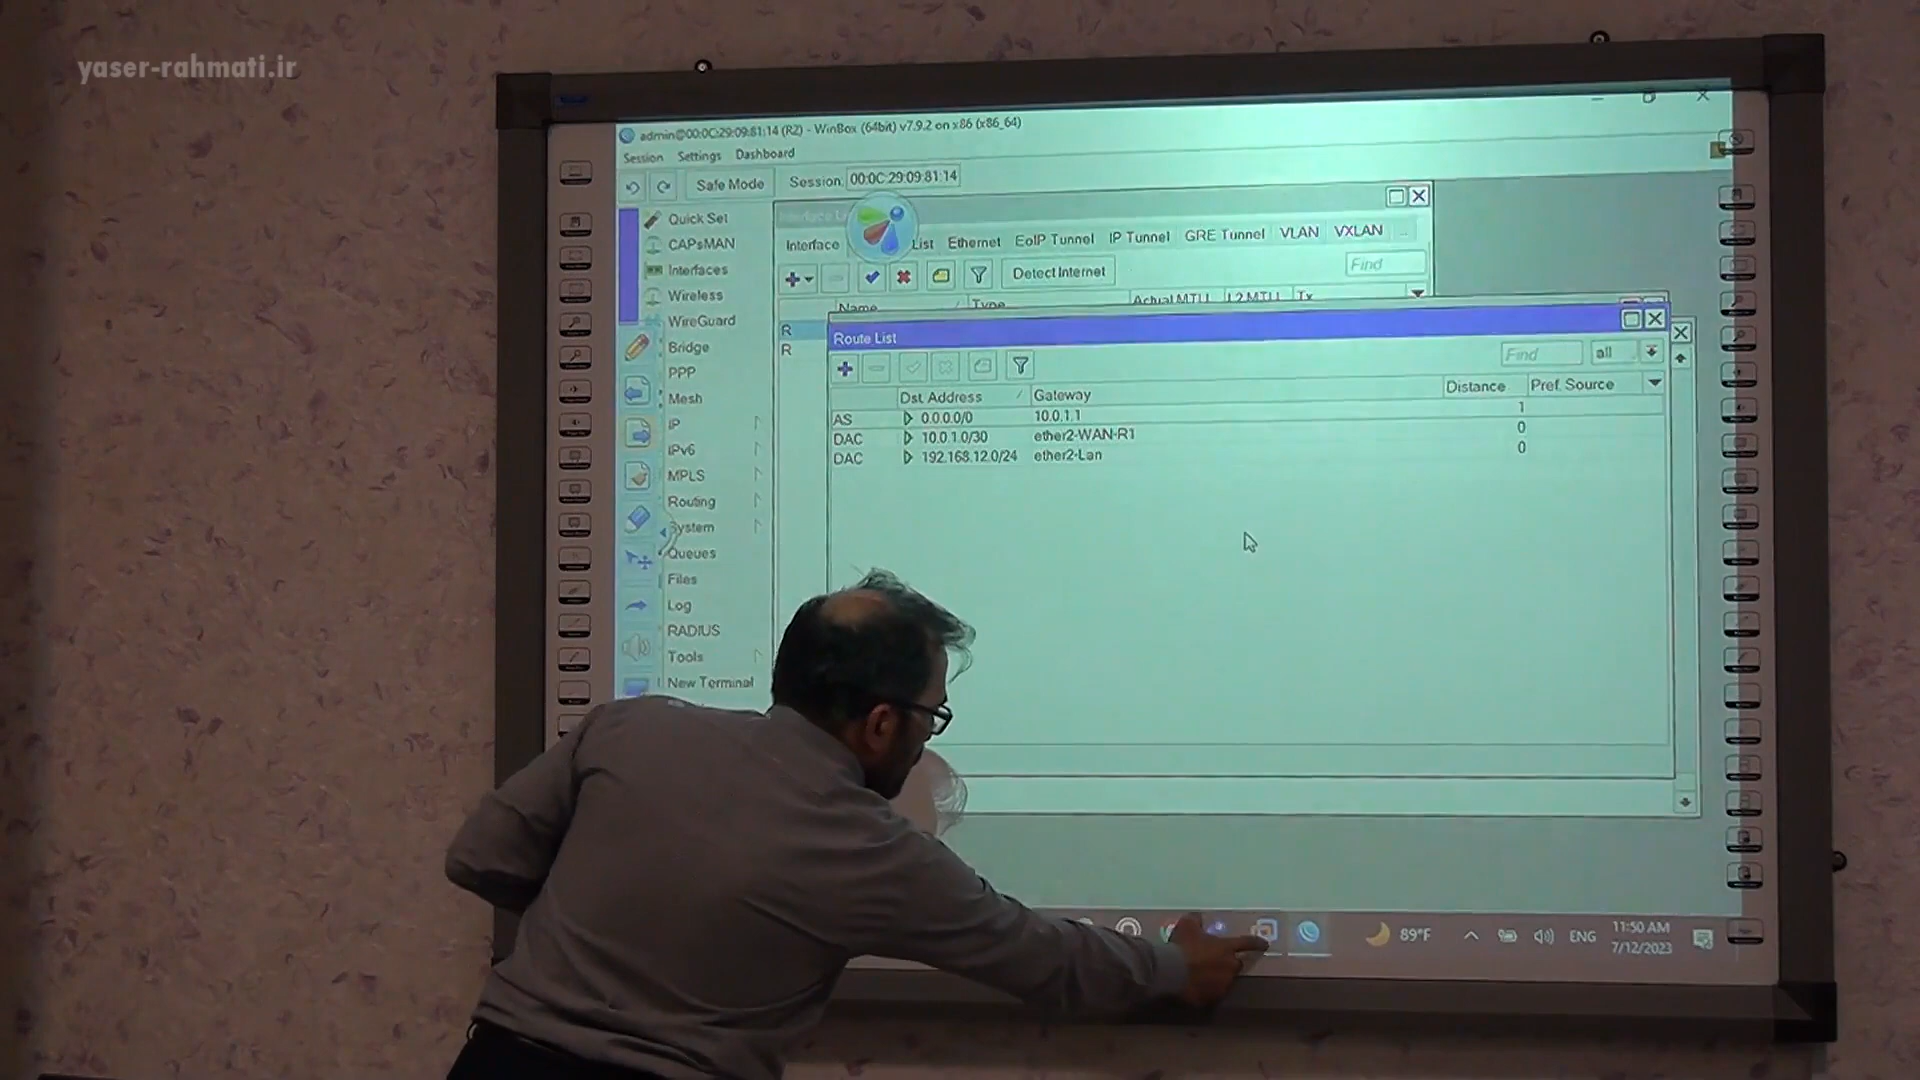 yaser-rahmati.ir
admin@00:0C:29:09:81:14 (R2) - WinBox (64bit) v7.9.2 on x86 (x86_64)
Session Settings Dashboard
Safe Mode Session: 00:0C:29:09:81:14
Quick Set
CAPsMAN
Interfaces
Wireless
WireGuard
Bridge
PPP
Mesh
IP
IPv6
MPLS
Routing
System
Queues
Files
Log
RADIUS
Tools
New Terminal
Interface List Ethernet EoIP Tunnel IP Tunnel GRE Tunnel VLAN VXLAN ...
Detect Internet Find
Name Type Actual MTU L2 MTU Tx
R
R
Route List
Find all
Dst. Address Gateway Distance Pref. Source
AS 0.0.0.0/0 10.0.1.1 1
DAC 10.0.1.0/30 ether2-WAN-R1 0
DAC 192.168.12.0/24 ether2-Lan 0
89°F ENG 11:50 AM
7/12/2023